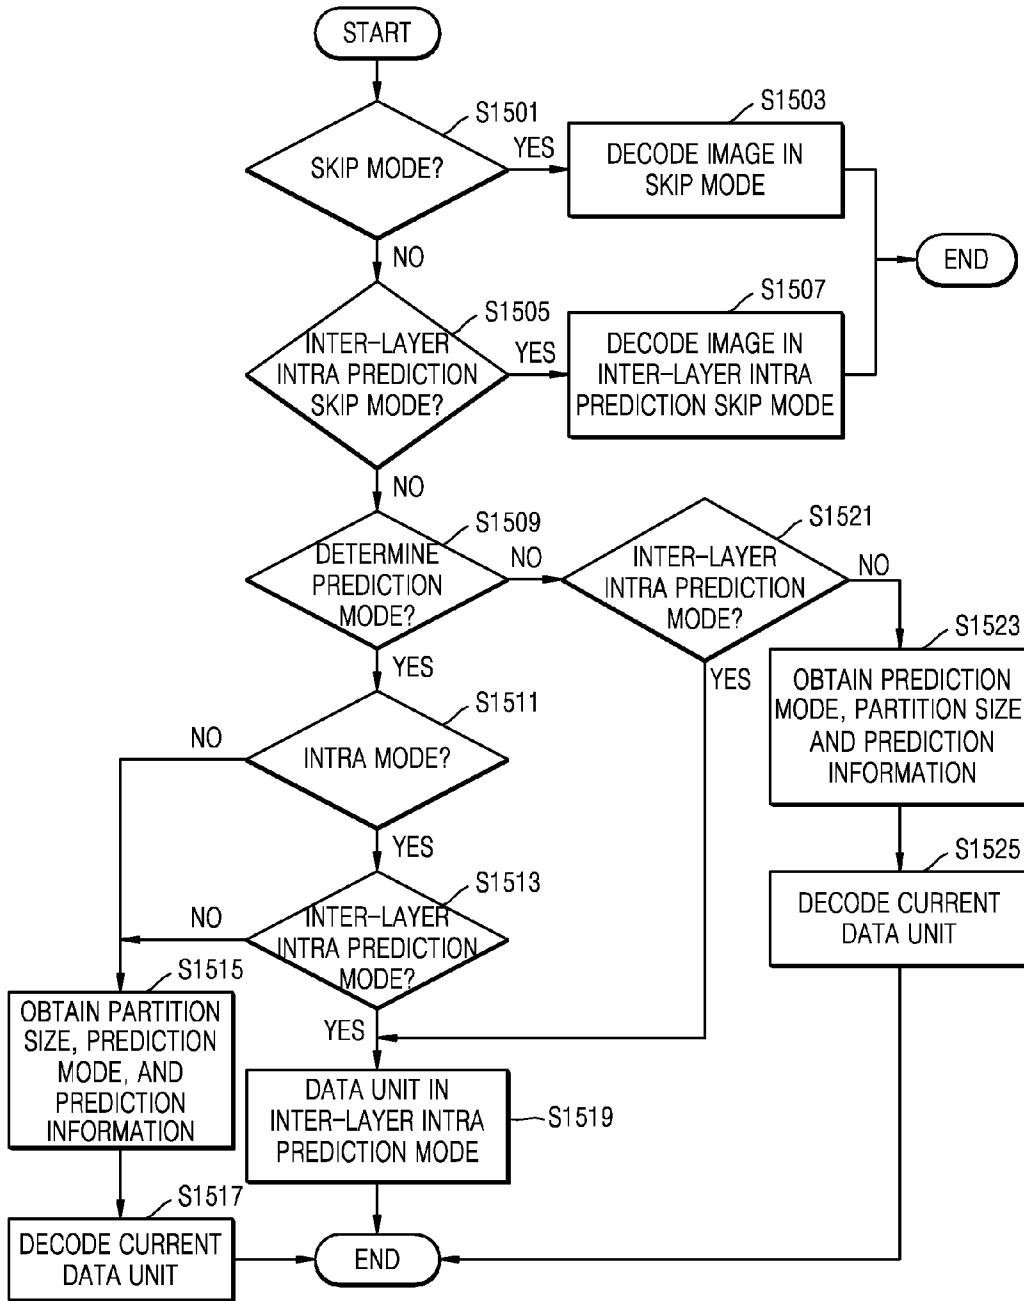 START
S1501
SKIP MODE?
YES
S1503
DECODE IMAGE IN
SKIP MODE
NO
END
S1505
INTER-LAYER
INTRA PREDICTION
SKIP MODE?
YES
S1507
DECODE IMAGE IN
INTER-LAYER INTRA
PREDICTION SKIP MODE
NO
S1509
DETERMINE
PREDICTION
MODE?
NO
S1521
INTER-LAYER
INTRA PREDICTION
MODE?
NO
YES
YES
S1523
OBTAIN PREDICTION
MODE, PARTITION SIZE
AND PREDICTION
INFORMATION
S1511
INTRA MODE?
NO
YES
S1525
DECODE CURRENT
DATA UNIT
S1513
INTER-LAYER
INTRA PREDICTION
MODE?
NO
YES
S1515
OBTAIN PARTITION
SIZE, PREDICTION
MODE, AND
PREDICTION
INFORMATION
DATA UNIT IN
INTER-LAYER INTRA
PREDICTION MODE
S1519
S1517
DECODE CURRENT
DATA UNIT
END